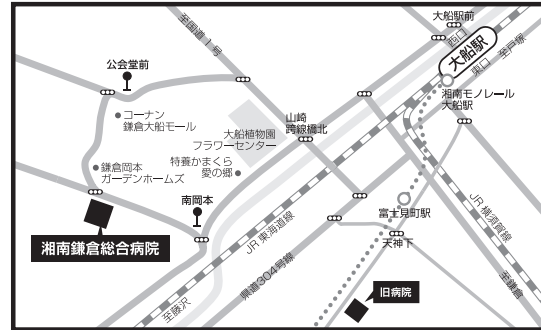 至国道1号
大船駅前
西口
大船駅
東口
至戸塚
公会堂前
湘南モノレール
大船駅
コーナン
鎌倉大船モール
山崎
跨線橋北
大船植物園
フラワーセンター
鎌倉岡本
ガーデンホームズ
特養かまくら
愛の郷
南岡本
富士見町駅
JR東海道線
JR横須賀線
湘南鎌倉総合病院
天神下
県道304号線
至鎌倉
旧病院
至藤沢